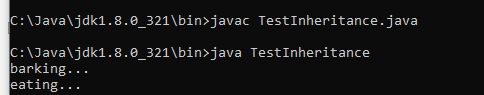 C:\Java\jdk1.8.0_321\bin>javac TestInheritance.java
C:\Java\jdk1.8.0_321\bin>java TestInheritance
barking...
eating...